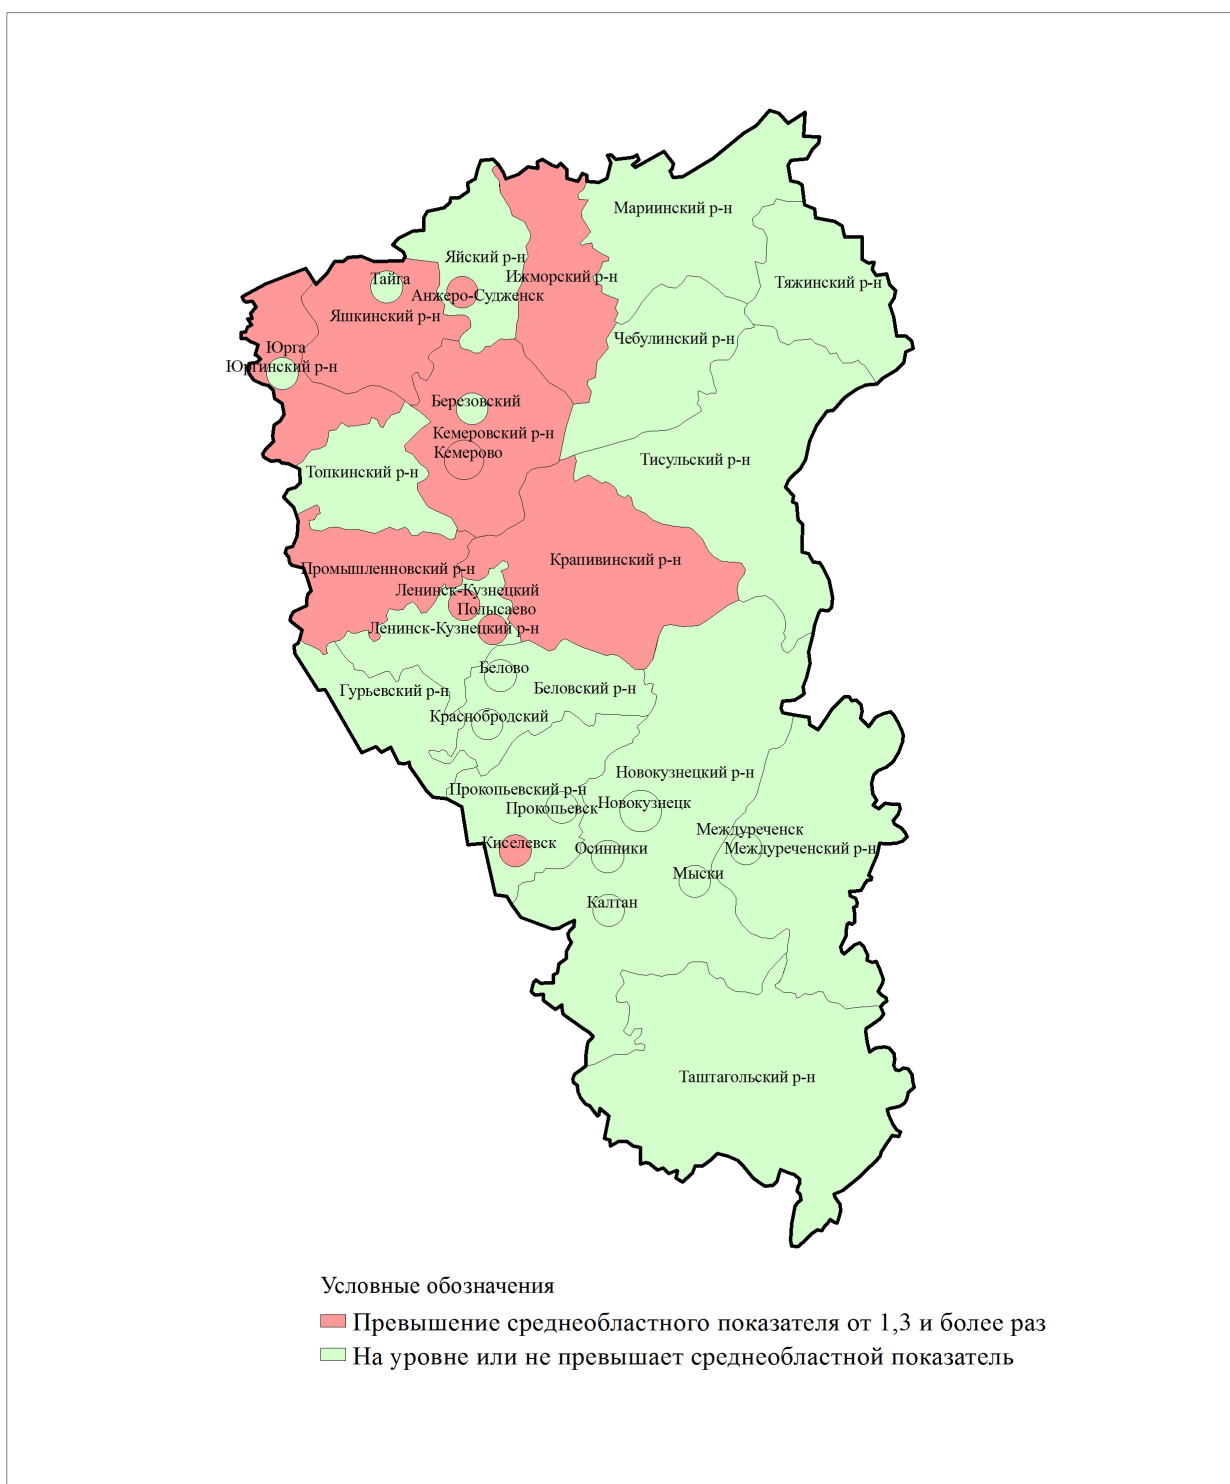 Мариинский р-н
Яйский р-н
Ижморский р-н
Тяжинский р-н
Тайга
Анжеро-Судженск
Яшкинский р-н
Чебулинский р-н
Юрга
Юргинский р-н
Березовский
Кемеровский р-н
Кемерово
Тисульский р-н
Топкинский р-н
Крапивинский р-н
Промышленновский р-н
Ленинск-Кузнецкий
Полысаево
Ленинск-Кузнецкий р-н
Белово
Беловский р-н
Гурьевский р-н
Краснобродский
Новокузнецкий р-н
Прокопьевский р-н
Прокопьевск
Новокузнецк
Междуреченск
Киселевск
Осинники
Междуреченский р-н
Мыски
Калтан
Таштагольский р-н
Условные обозначения
Превышение среднеобластного показателя от 1,3 и более раз
На уровне или не превышает среднеобластной показатель